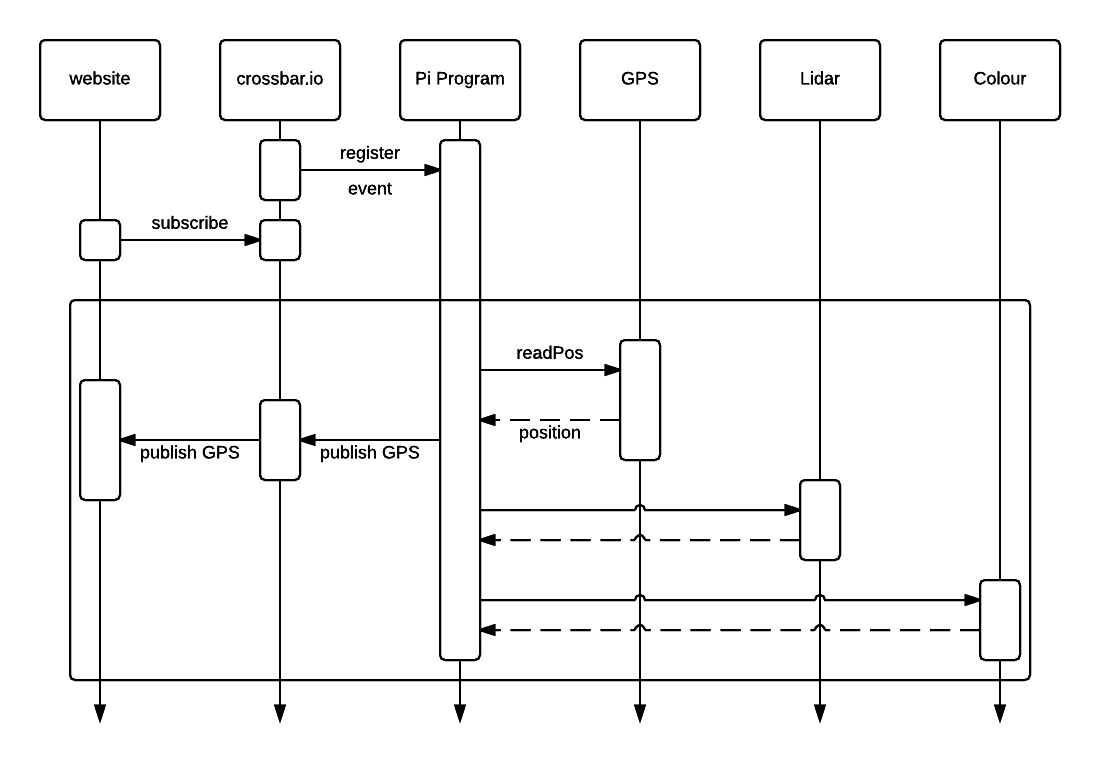 website
crossbar.io
Pi Program
GPS
Lidar
Colour
register
event
subscribe
readPos
position
publish GPS
publish GPS